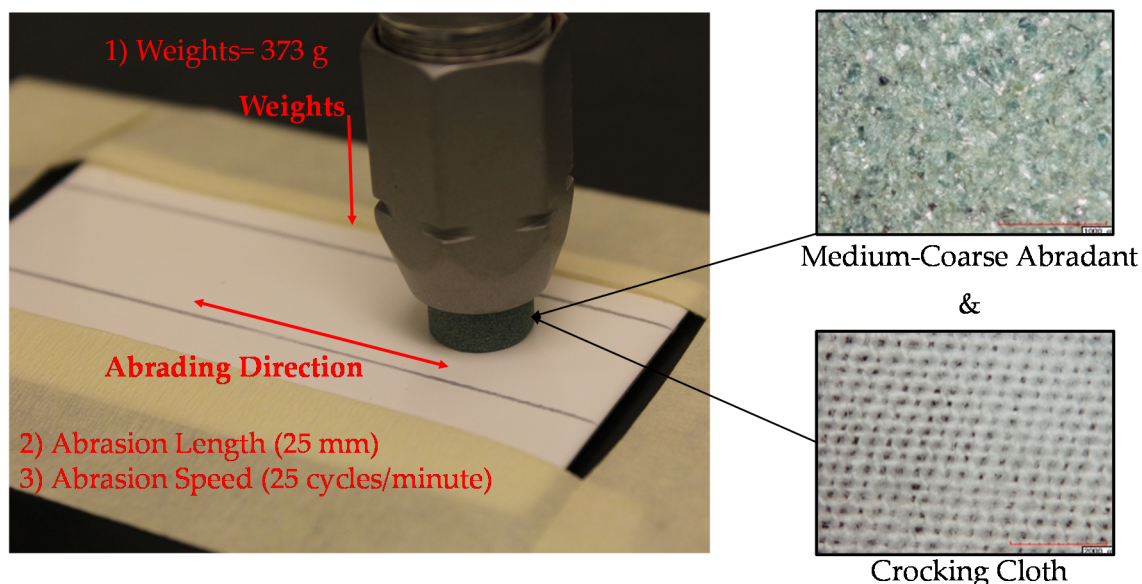 1) Weights= 373 g
Weights
Abrading Direction
2) Abrasion Length (25 mm)
3) Abrasion Speed (25 cycles/minute)
Medium-Coarse Abradant
&
Crocking Cloth